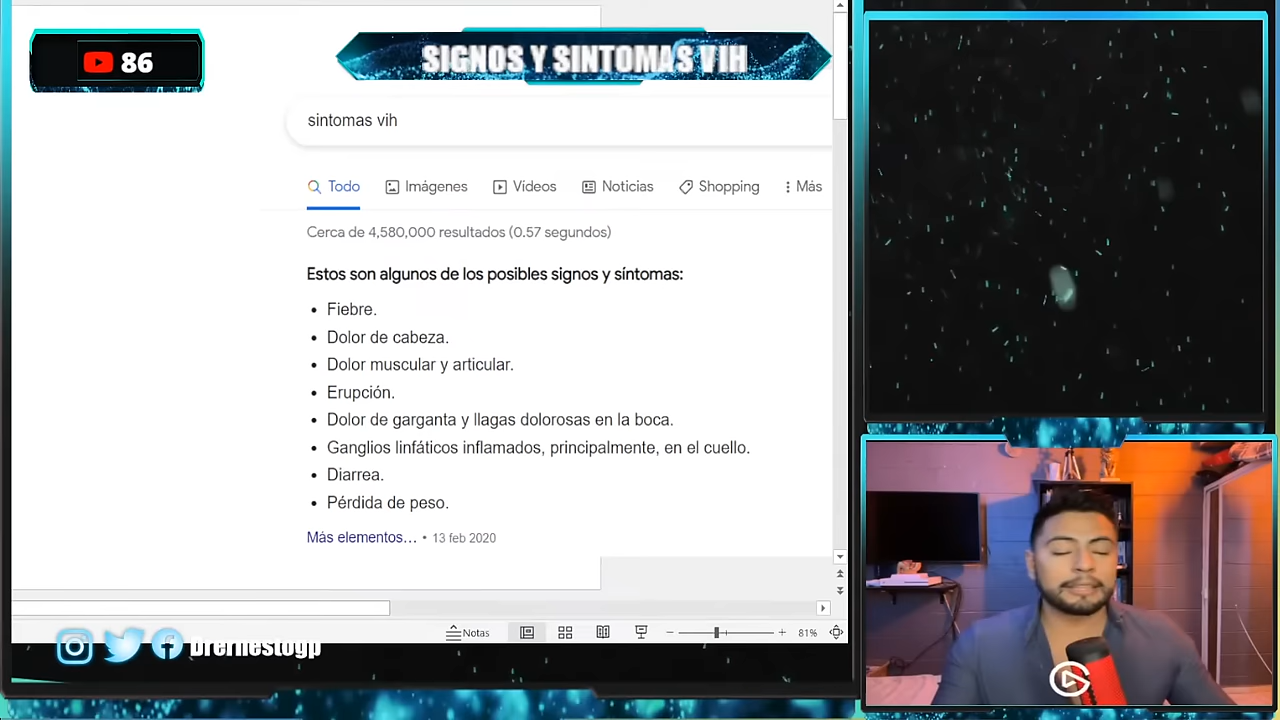 86
SIGNOS Y SINTOMAS VIH
sintomas vih
Todo
Imágenes
Vídeos
Noticias
Shopping
Más
Cerca de 4,580,000 resultados (0.57 segundos)
Estos son algunos de los posibles signos y síntomas:
Fiebre.
Dolor de cabeza.
Dolor muscular y articular.
Erupción.
Dolor de garganta y llagas dolorosas en la boca.
Ganglios linfáticos inflamados, principalmente, en el cuello.
Diarrea.
Pérdida de peso.
Más elementos… • 13 feb 2020
Notas
81%
Drernestogp